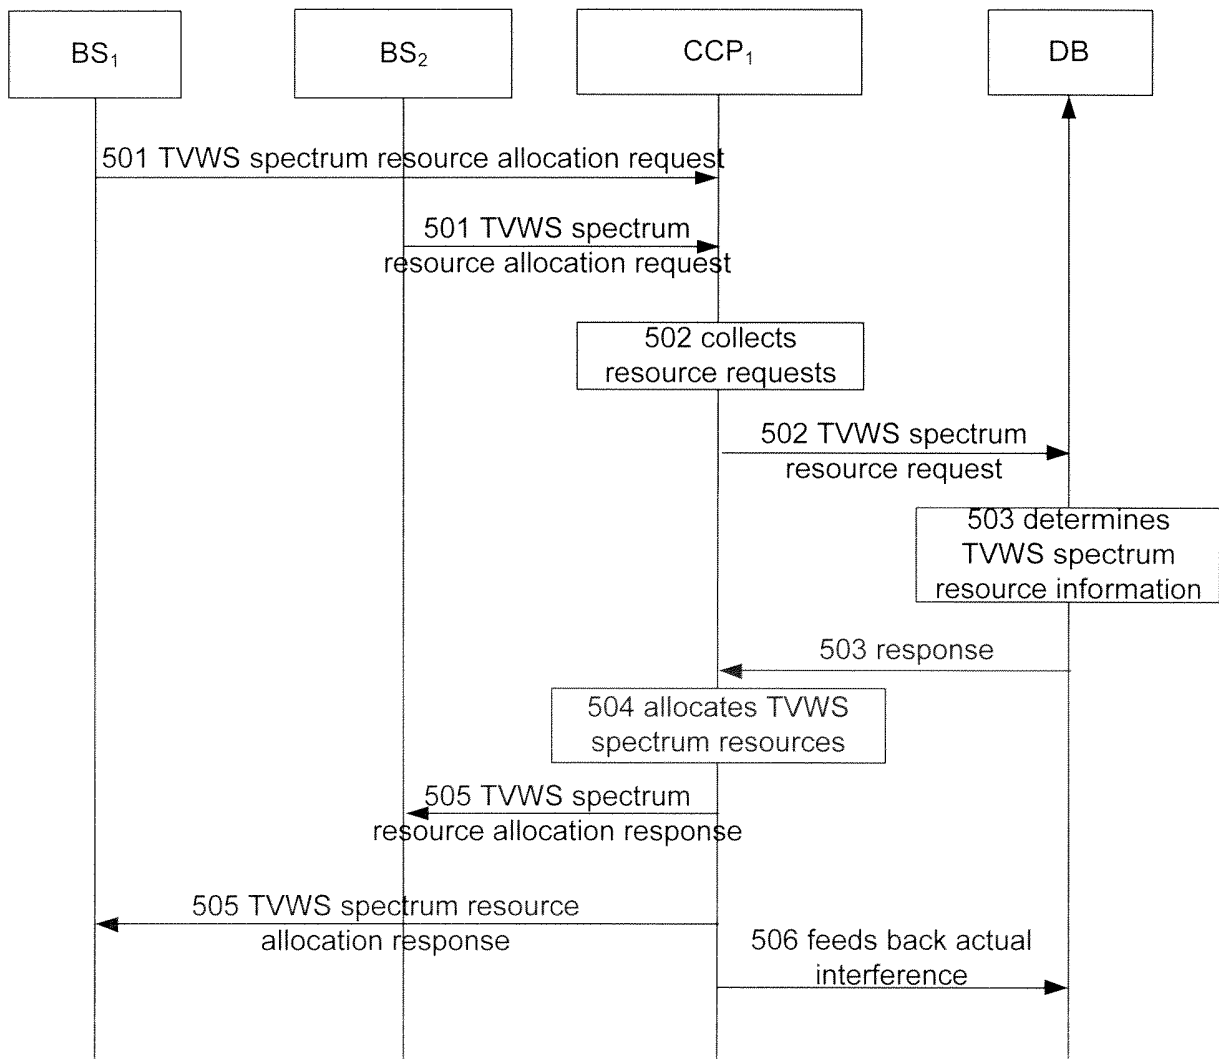 BS₁
BS₂
CCP₁
DB
501 TVWS spectrum resource allocation request
501 TVWS spectrum
resource allocation request
502 collects
resource requests
502 TVWS spectrum
resource request
503 determines
TVWS spectrum
resource information
503 response
504 allocates TVWS
spectrum resources
505 TVWS spectrum
resource allocation response
505 TVWS spectrum resource
allocation response
506 feeds back actual
interference